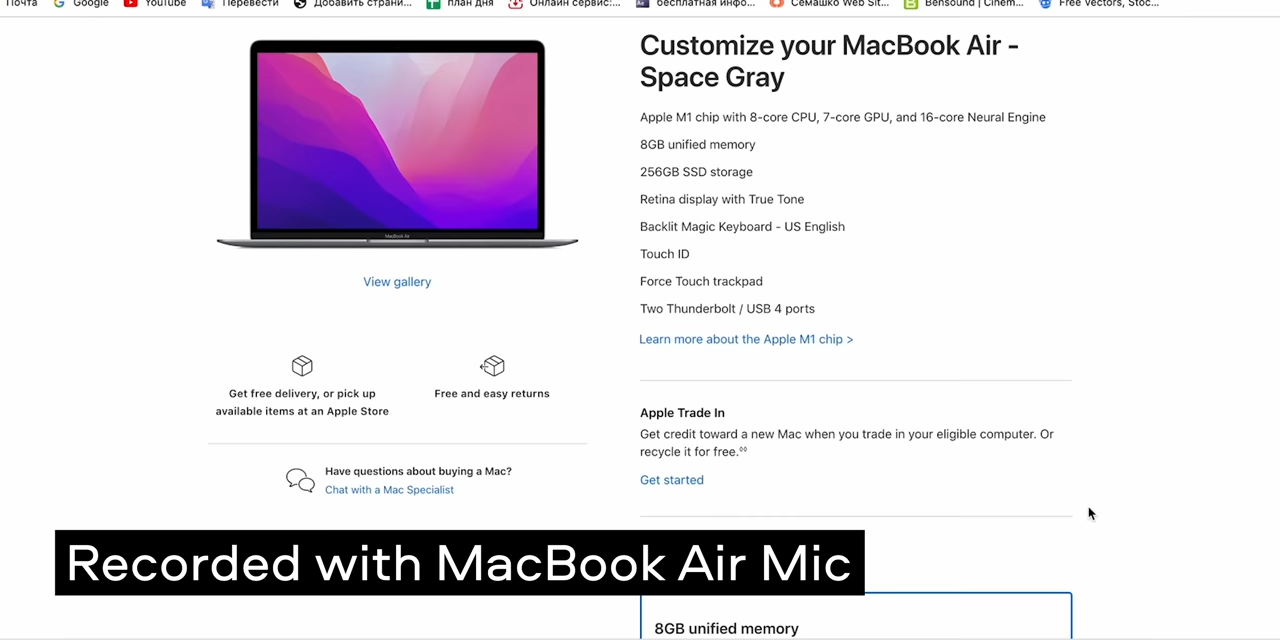 Почта Google YouTube Перевести Добавить страни... план дня Онлайн сервис:... бесплатная инфо... Семашко Web Sit... Bensound | Cinem... Free Vectors, Stoc...
Customize your MacBook Air -
Space Gray
Apple M1 chip with 8-core CPU, 7-core GPU, and 16-core Neural Engine
8GB unified memory
256GB SSD storage
Retina display with True Tone
Backlit Magic Keyboard - US English
Touch ID
Force Touch trackpad
Two Thunderbolt / USB 4 ports
Learn more about the Apple M1 chip >
MacBook Air
View gallery
Get free delivery, or pick up
available items at an Apple Store
Free and easy returns
Have questions about buying a Mac?
Chat with a Mac Specialist
Apple Trade In
Get credit toward a new Mac when you trade in your eligible computer. Or
recycle it for free.◊◊
Get started
Recorded with MacBook Air Mic
8GB unified memory